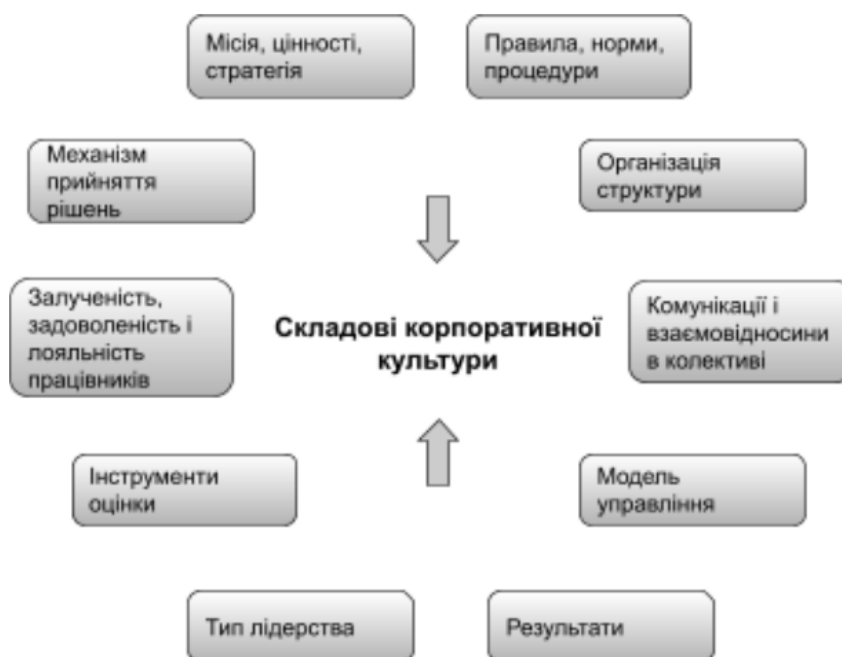 Місія, цінності,
стратегія
Правила, норми,
процедури
Механізм
прийняття
рішень
Організація
структури
Залученість,
задоволеність і
лояльність
працівників
Складові корпоративної
культури
Комунікації і
взаємовідносини
в колективі
Інструменти
оцінки
Модель
управління
Тип лідерства
Результати